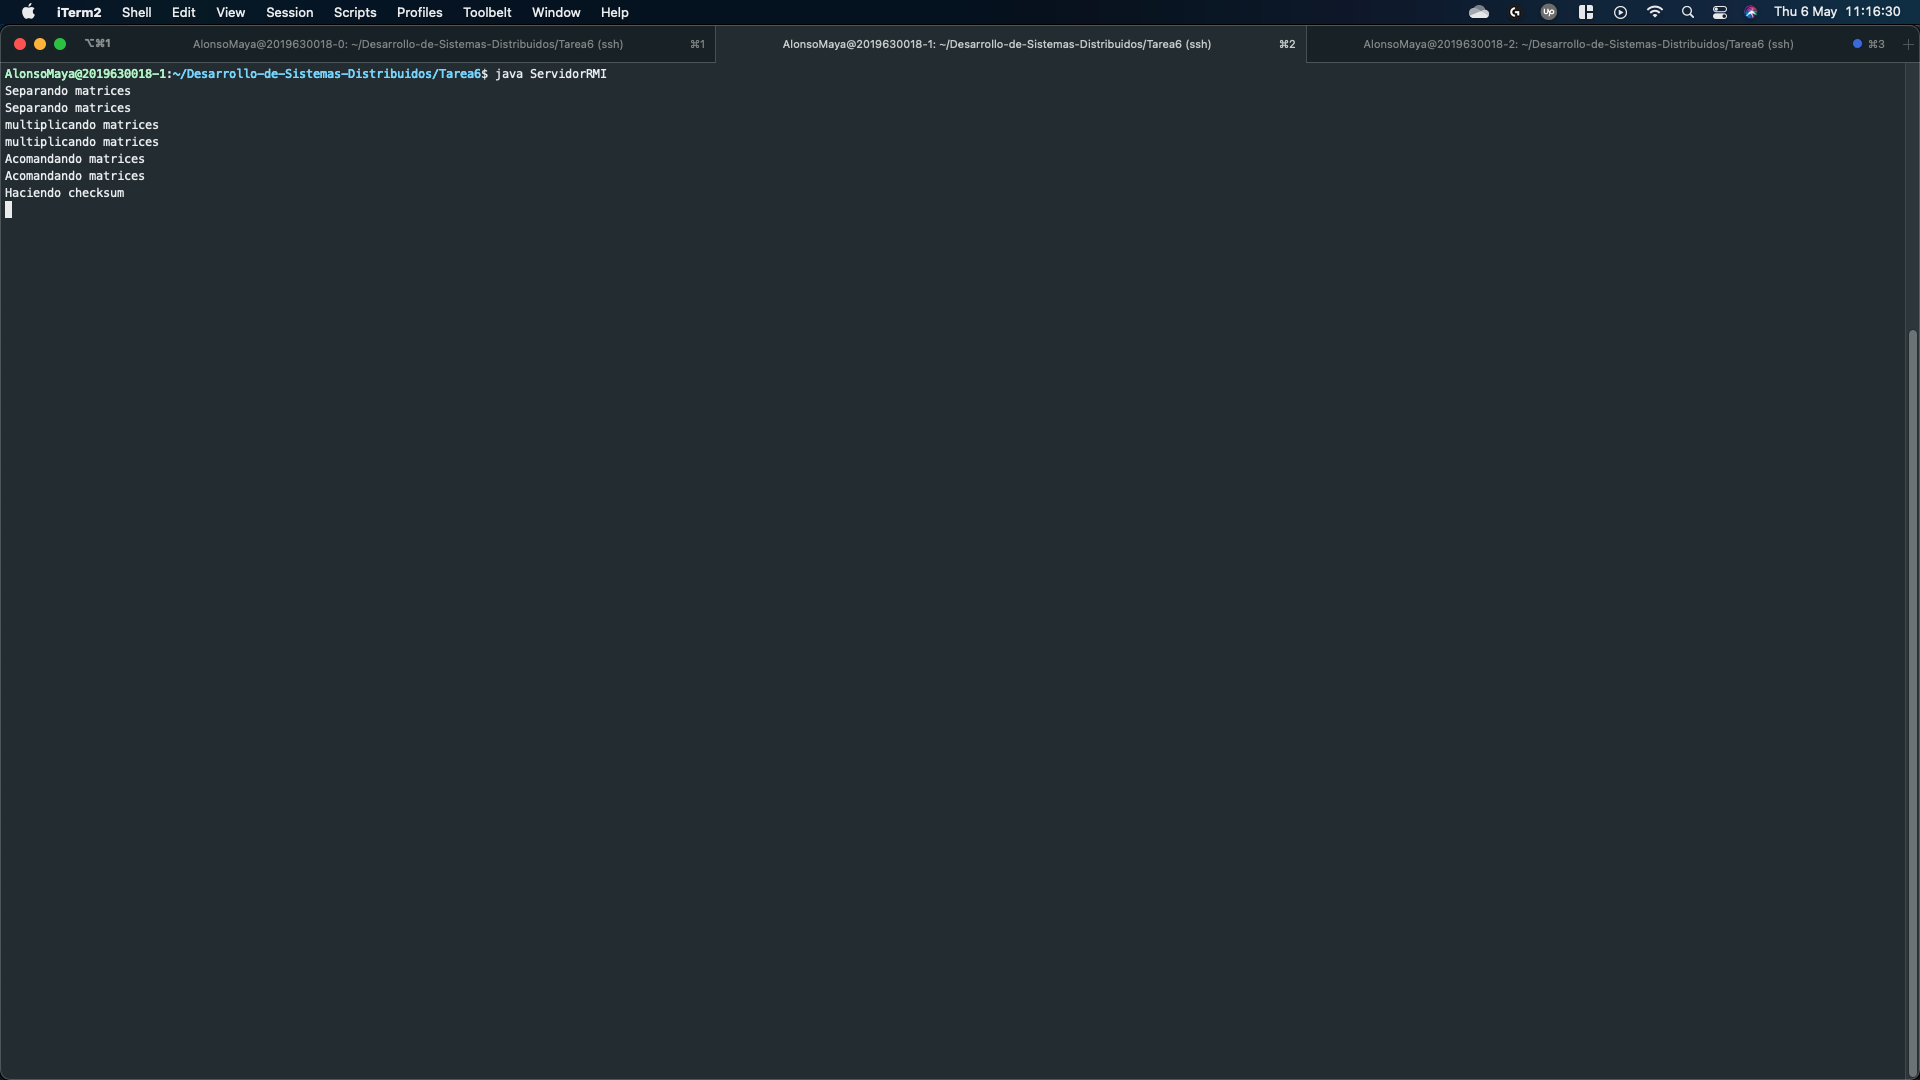 iTerm2 Shell Edit View Session Scripts Profiles Toolbelt Window Help Up Thu 6 May 11:16:30
⌥⌘1 AlonsoMaya@2019630018-0: ~/Desarrollo-de-Sistemas-Distribuidos/Tarea6 (ssh) ⌘1 AlonsoMaya@2019630018-1: ~/Desarrollo-de-Sistemas-Distribuidos/Tarea6 (ssh) ⌘2 AlonsoMaya@2019630018-2: ~/Desarrollo-de-Sistemas-Distribuidos/Tarea6 (ssh) ⌘3
AlonsoMaya@2019630018-1:~/Desarrollo-de-Sistemas-Distribuidos/Tarea6$ java ServidorRMI
Separando matrices
Separando matrices
multiplicando matrices
multiplicando matrices
Acomandando matrices
Acomandando matrices
Haciendo checksum